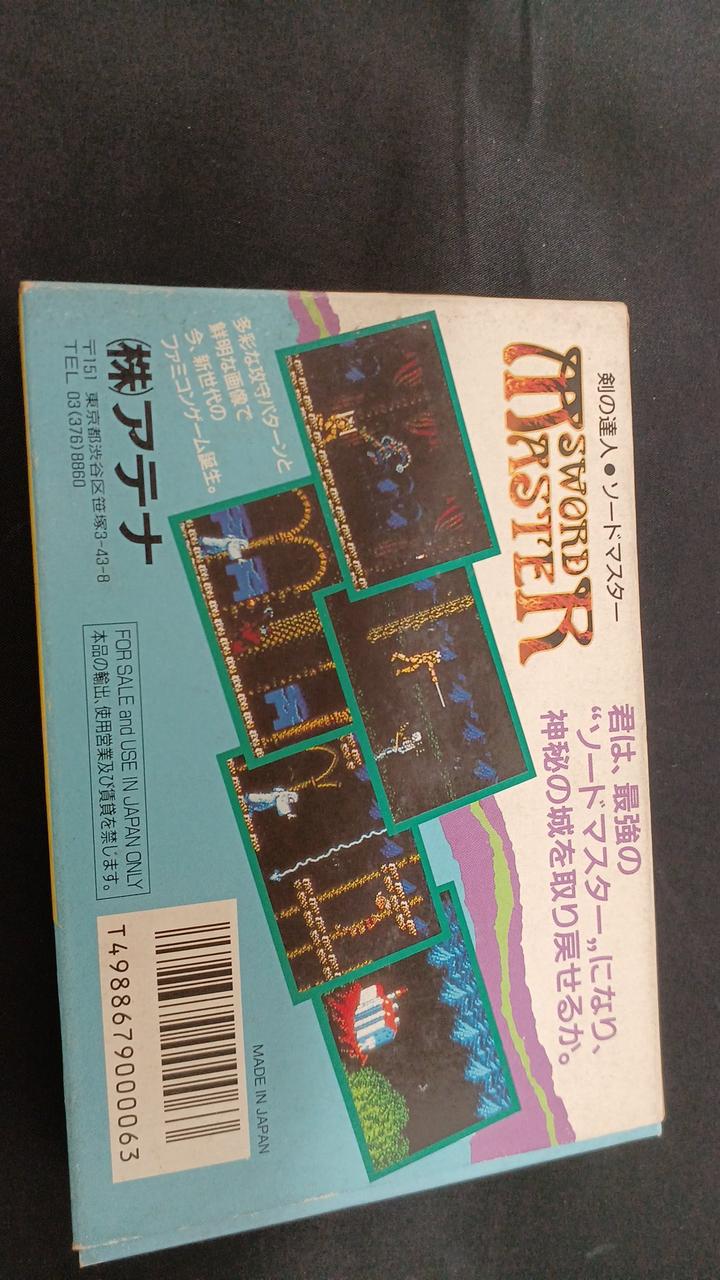 剣の達人●ソードマスター
SWORD
MASTER
君は、最強の
“ソードマスター„になり、
神秘の城を取り戻せるか。
多彩な攻守パターンと
鮮明な画像で
今、新世代の
ファミコンゲーム誕生。
㈱アテナ
〒151 東京都渋谷区笹塚3-43-8
TEL 03(376)8860
FOR SALE and USE IN JAPAN ONLY
本品の輸出、使用営業及び賃貸を禁じます。
MADE IN JAPAN
T4988679000063